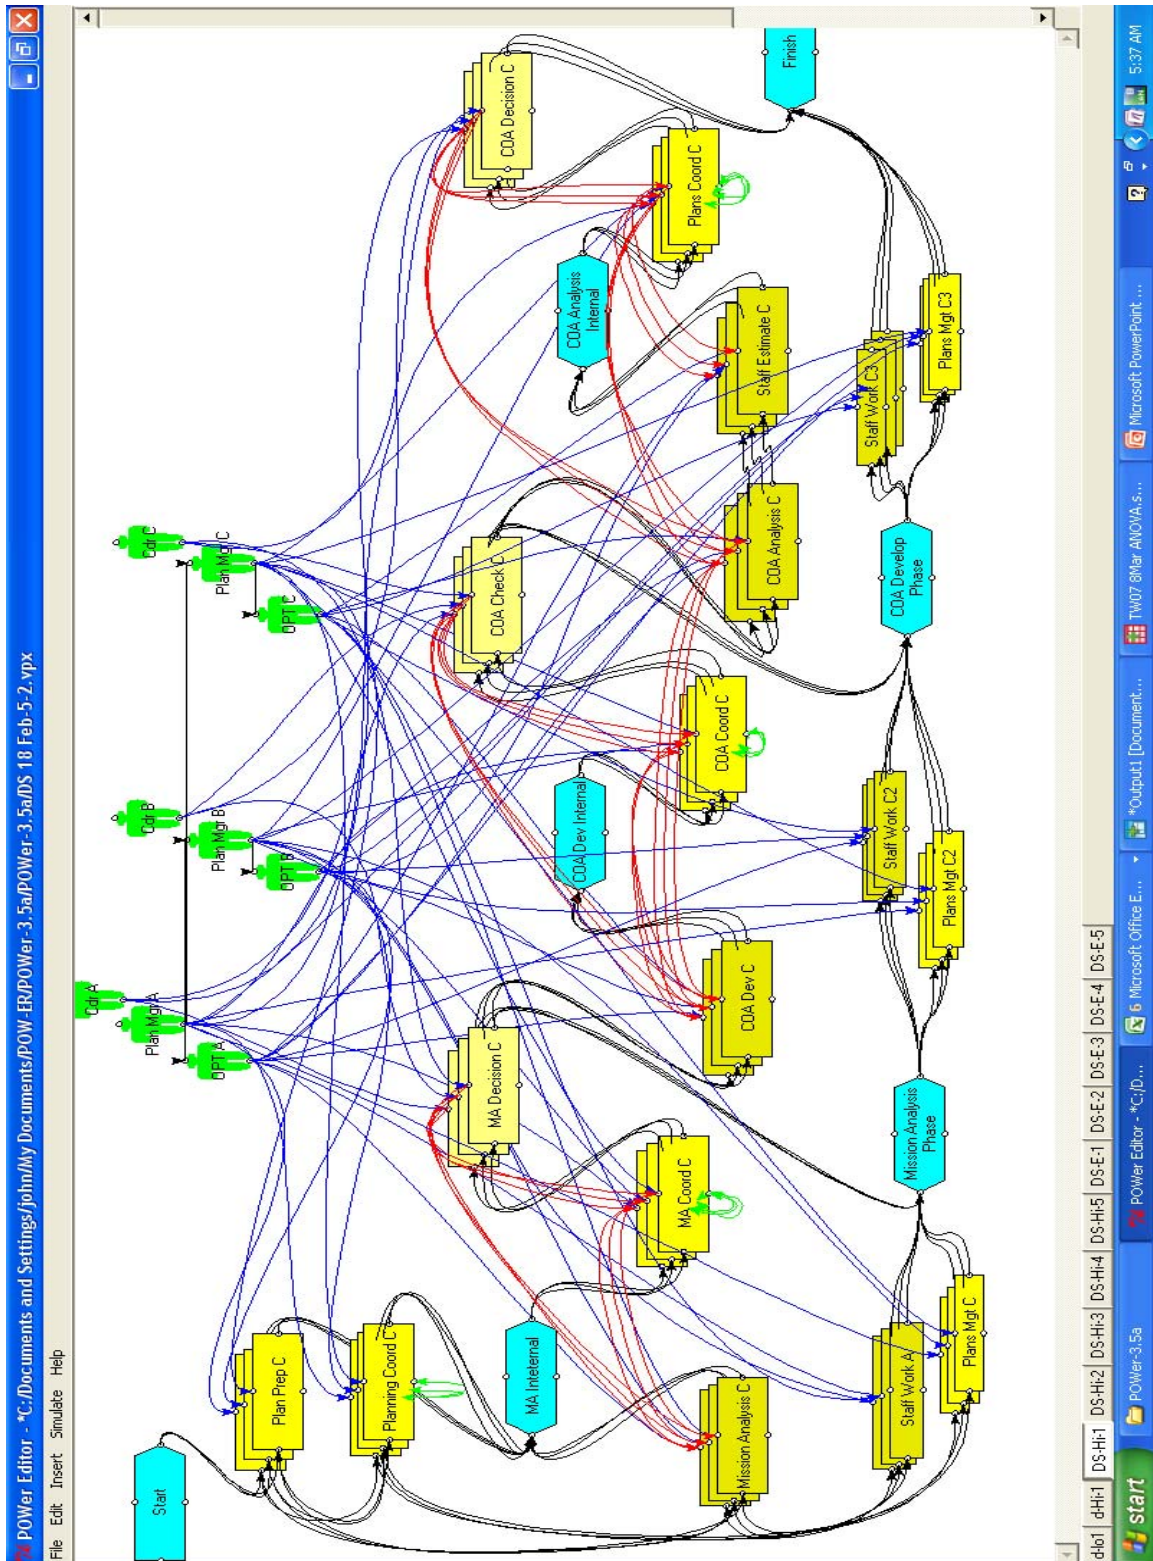 POWer Editor - *C:/Documents and Settings/john/My Documents/POW-ER/POWer-3.5a/POWer-3.5a/DS 18 Feb-5-2.vpx
File Edit Insert Simulate Help
Start
Plan Prep C
Planning Coord C
MA Inteternal
Mission Analysis C
Staff Work A
Plans Mgt C
MA Decision C
MA Coord C
Mission Analysis
Phase
Cdr A
Plan Mgr A
OPT A
COA Dev C
COA Dev Internal
Staff Work C2
Plans Mgt C2
Cdr B
Plan Mgr B
OPT B
COA Coord C
COA Check C
COA Develop
Phase
Cdr C
Plan Mgr C
OPT C
COA Analysis C
Staff Estimate C
COA Analysis
Internal
Staff Work C3
Plans Mgt C3
Plans Coord C
COA Decision C
Finish
d-lo1 d-Hi-1 DS-Hi-1 DS-Hi-2 DS-Hi-3 DS-Hi-4 DS-Hi-5 DS-E-1 DS-E-2 DS-E-3 DS-E-4 DS-E-5
start POWer-3.5a POWer Editor - *C:/D... 6 Microsoft Office E... *Output1 [Document... TW07 8Mar ANOVA.s... Microsoft PowerPoint ... 5:37 AM